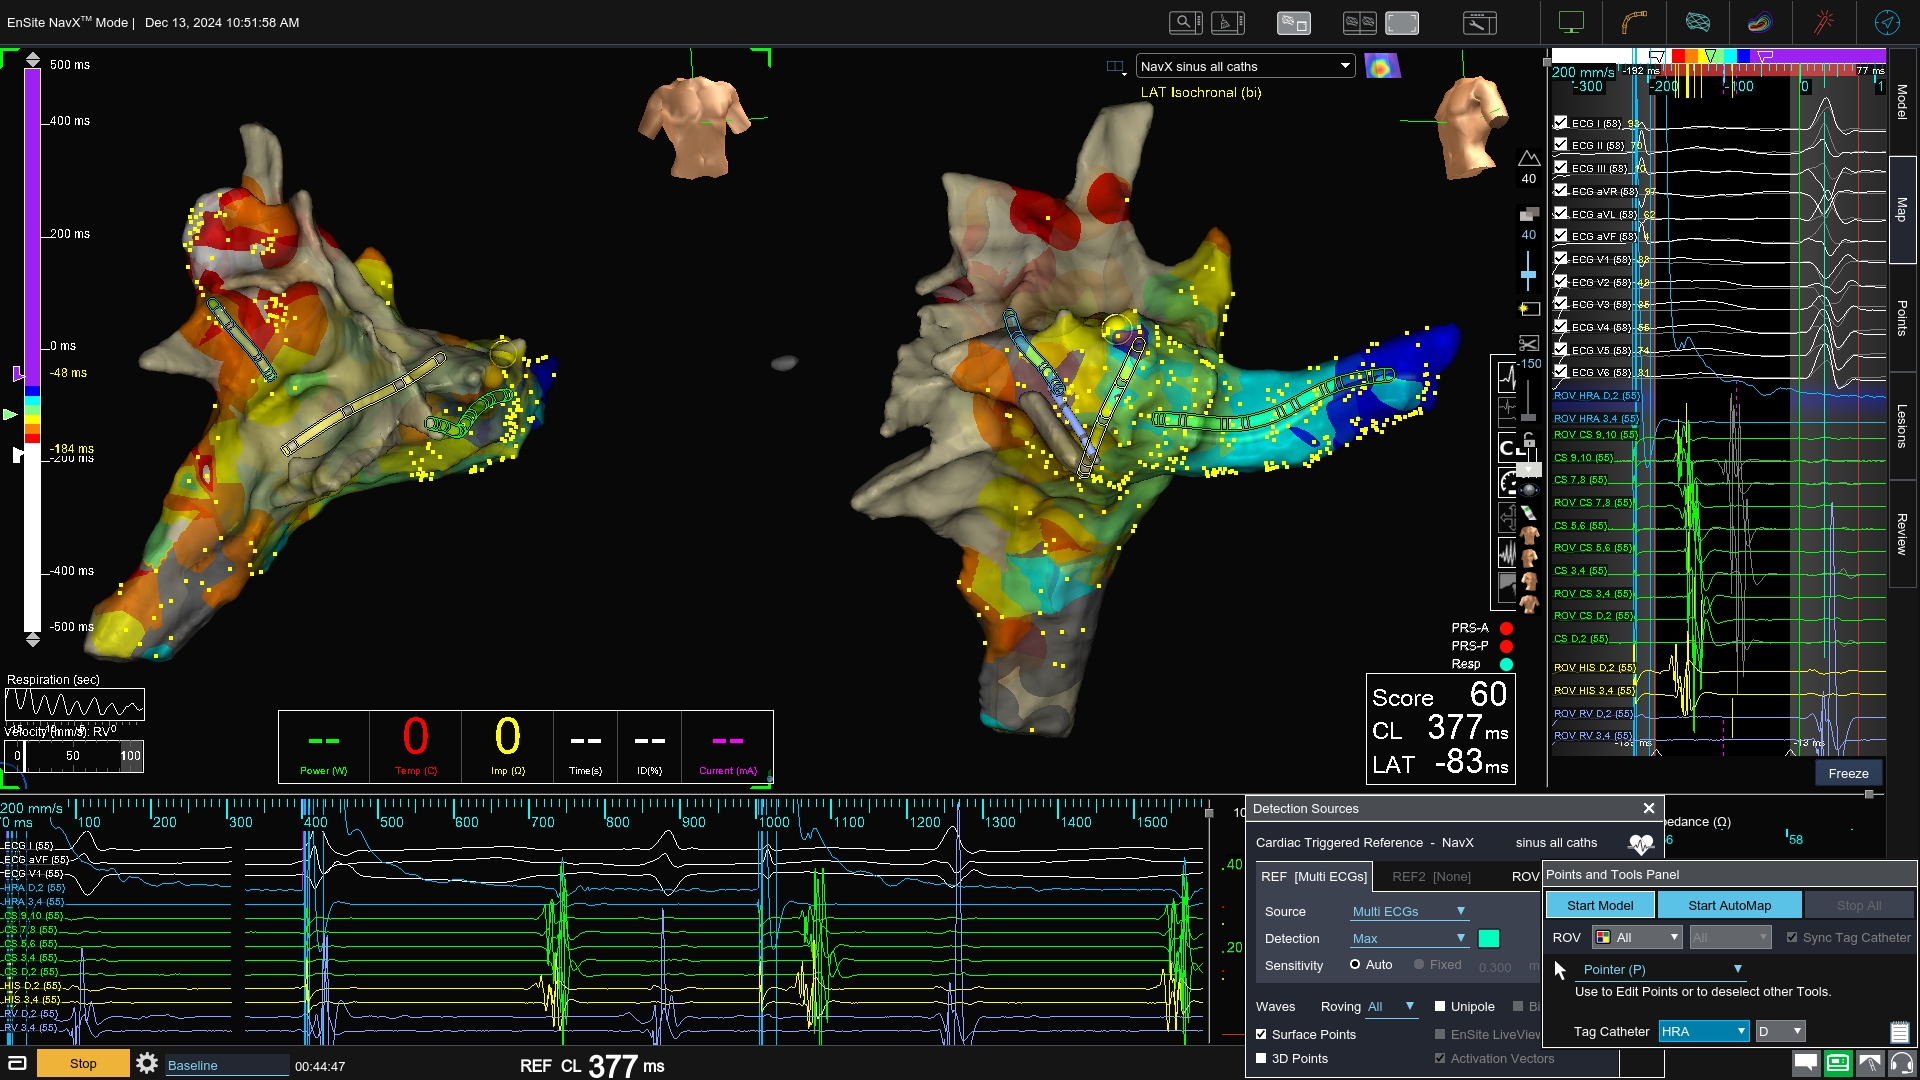 EnSite NavX™ Mode | Dec 13, 2024 10:51:58 AM
500 ms
400 ms
200 ms
0 ms
-48 ms
-184 ms
-200 ms
-400 ms
-500 ms
NavX sinus all caths
LAT Isochronal (bi)
40
40
-150
CL
PRS-A
PRS-P
Resp
Score 60
CL 377 ms
LAT -83 ms
Respiration (sec)
Velocity (mm/s): RV
0 50 100
-- 0 0 -- -- --
Power (W) Temp (C) Imp (Ω) Time(s) ID(%) Current (mA)
200 mm/s -192 ms 77 ms
-300 -200 -100 0 1
ECG I (58)
ECG II (58)
ECG III (58)
ECG aVR (58)
ECG aVL (58) 62
ECG aVF (58)
ECG V1 (58)
ECG V2 (58)
ECG V3 (58)
ECG V4 (58)
ECG V5 (58) 74
ECG V6 (58)
ROV HRA D,2 (55)
ROV HRA 3,4 (55)
ROV CS 9,10 (55)
CS 9,10 (55)
CS 7,8 (55)
ROV CS 7,8 (55)
CS 5,6 (55)
ROV CS 5,6 (55)
CS 3,4 (55)
ROV CS 3,4 (55)
ROV CS D,2 (55)
CS D,2 (55)
ROV HIS D,2 (55)
ROV HIS 3,4 (55)
ROV RV D,2 (55)
ROV RV 3,4 (55)
-13 ms
Freeze
Model
Map
Points
Lesions
Review
200 mm/s
0 ms 100 200 300 400 500 600 700 800 900 1000 1100 1200 1300 1400 1500
ECG I (55)
ECG aVF (55)
ECG V1 (55)
HRA D,2 (55)
HRA 3,4 (55)
CS 9,10 (55)
CS 7,8 (55)
CS 5,6 (55)
CS 3,4 (55)
CS D,2 (55)
HIS D,2 (55)
HIS 3,4 (55)
RV D,2 (55)
RV 3,4 (55)
10
.40
.20
Detection Sources
Cardiac Triggered Reference - NavX sinus all caths
REF [Multi ECGs] REF2 [None] ROV
Source Multi ECGs
Detection Max
Sensitivity Auto Fixed 0.300 m
Waves Roving All Unipole Bi
Surface Points EnSite LiveView
3D Points Activation Vectors
edance (Ω)
58
Points and Tools Panel
Start Model Start AutoMap Stop All
ROV All All Sync Tag Catheter
Pointer (P)
Use to Edit Points or to deselect other Tools.
Tag Catheter HRA D
Stop Baseline 00:44:47 REF CL 377 ms